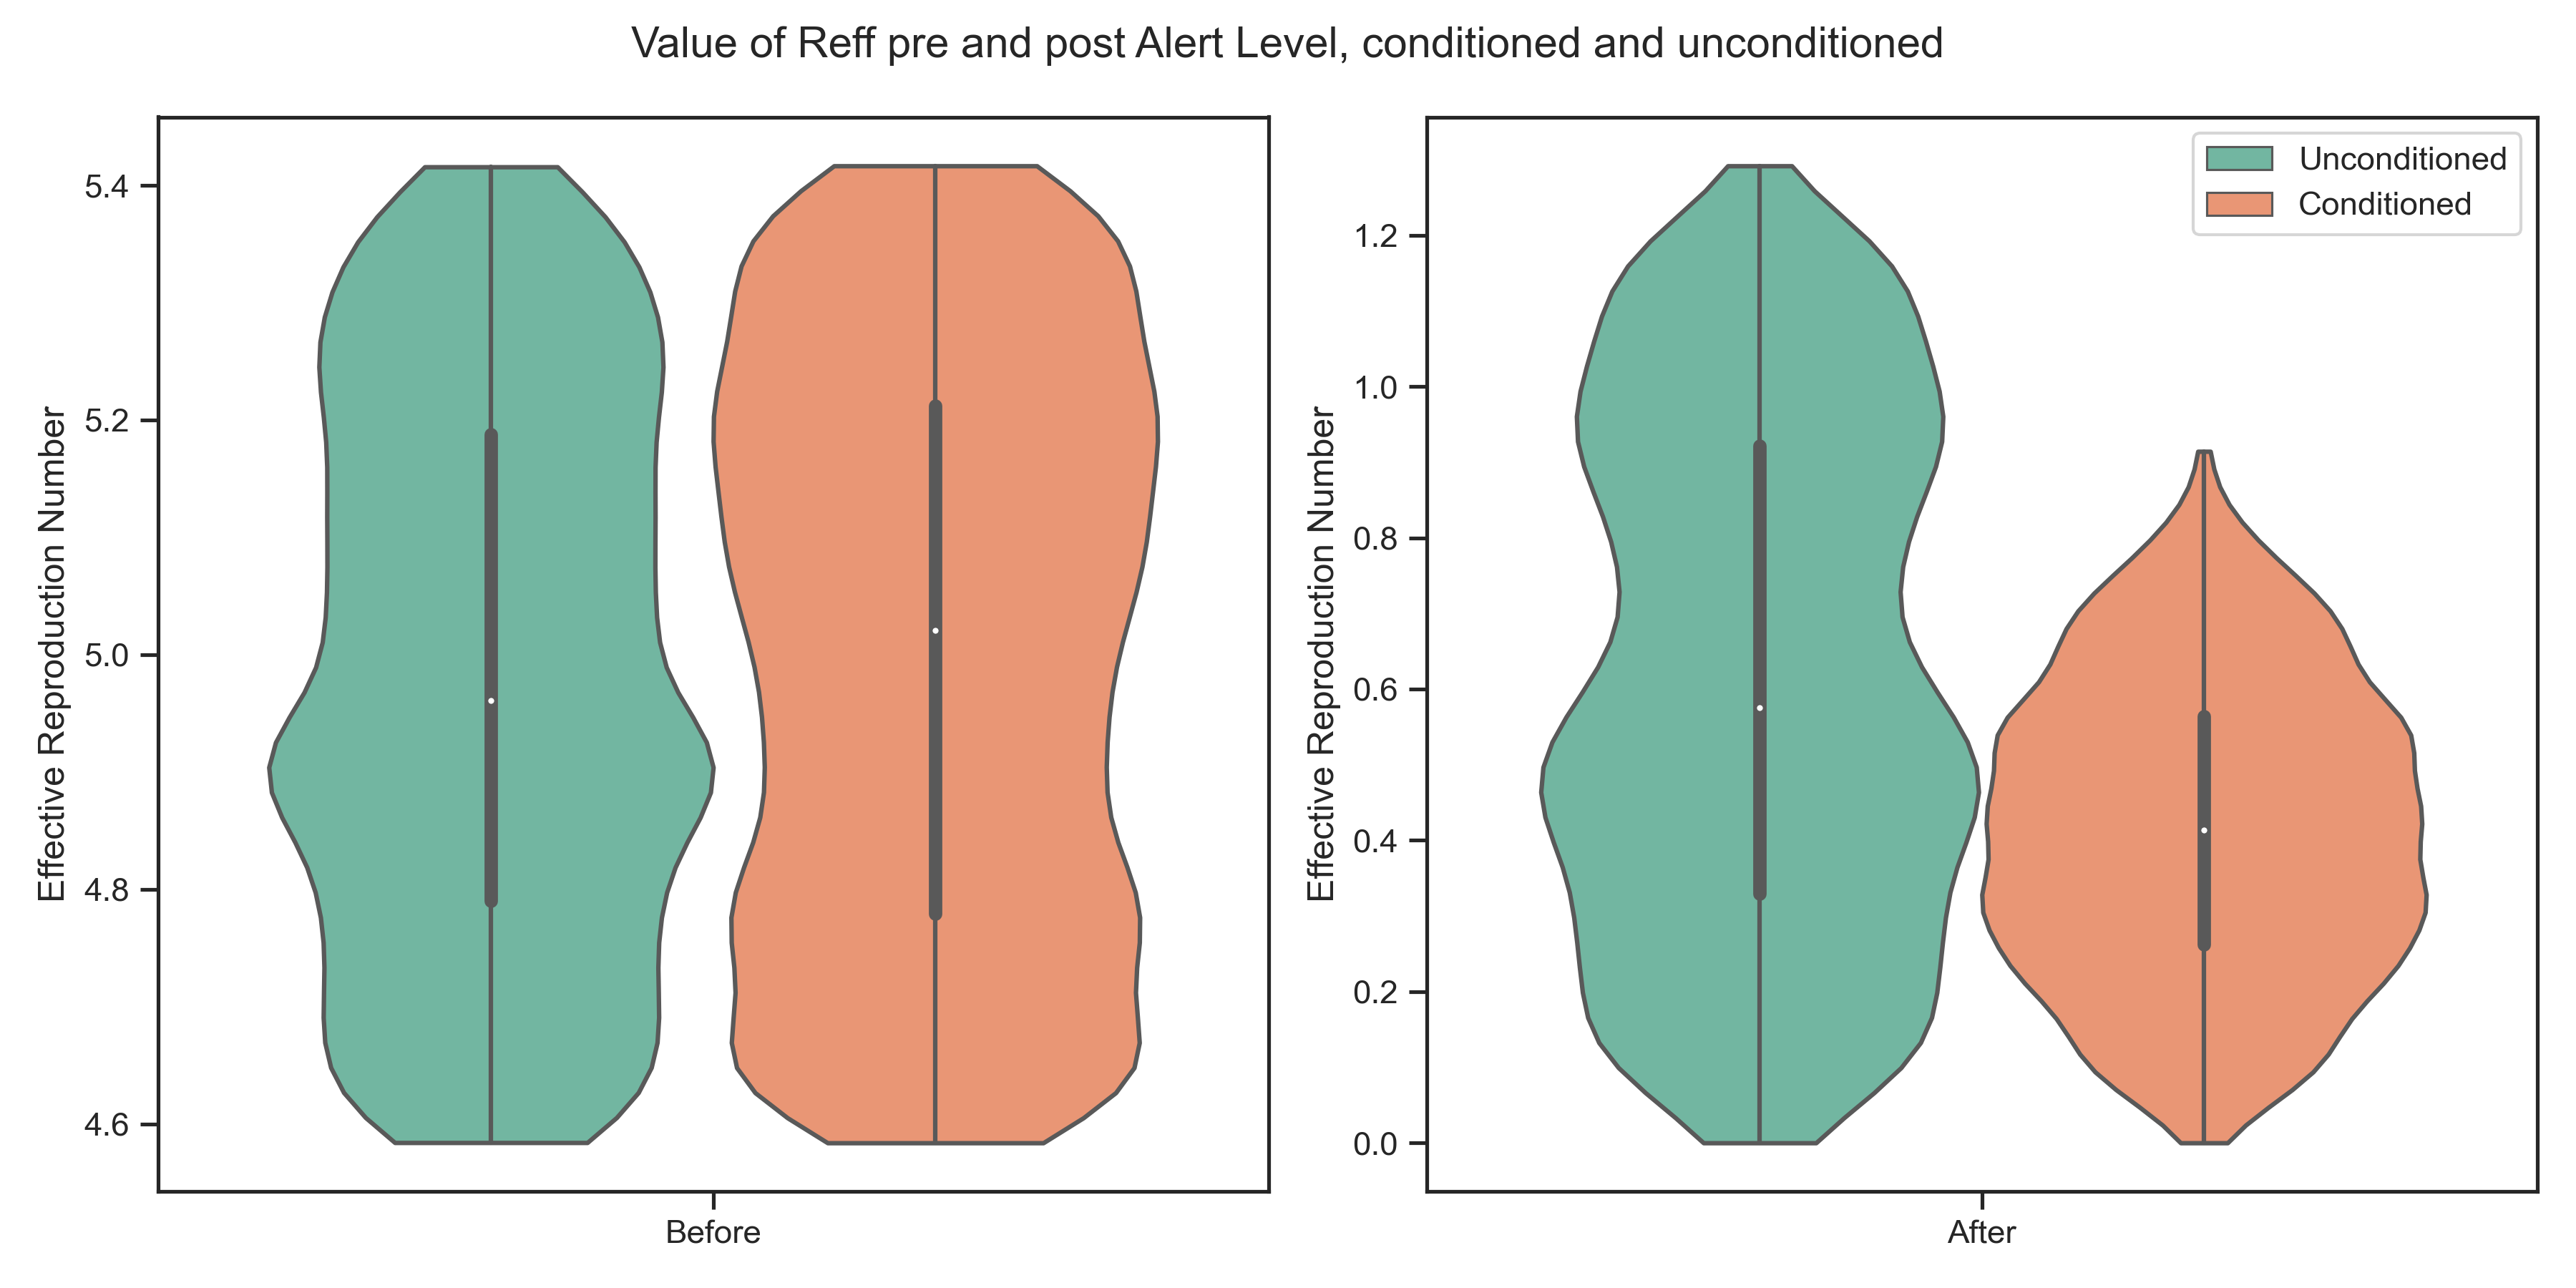 Value of Reff pre and post Alert Level, conditioned and unconditioned
Effective Reproduction Number
5.4
5.2
5.0
4.8
4.6
Before
Effective Reproduction Number
1.2
1.0
0.8
0.6
0.4
0.2
0.0
After
Unconditioned
Conditioned